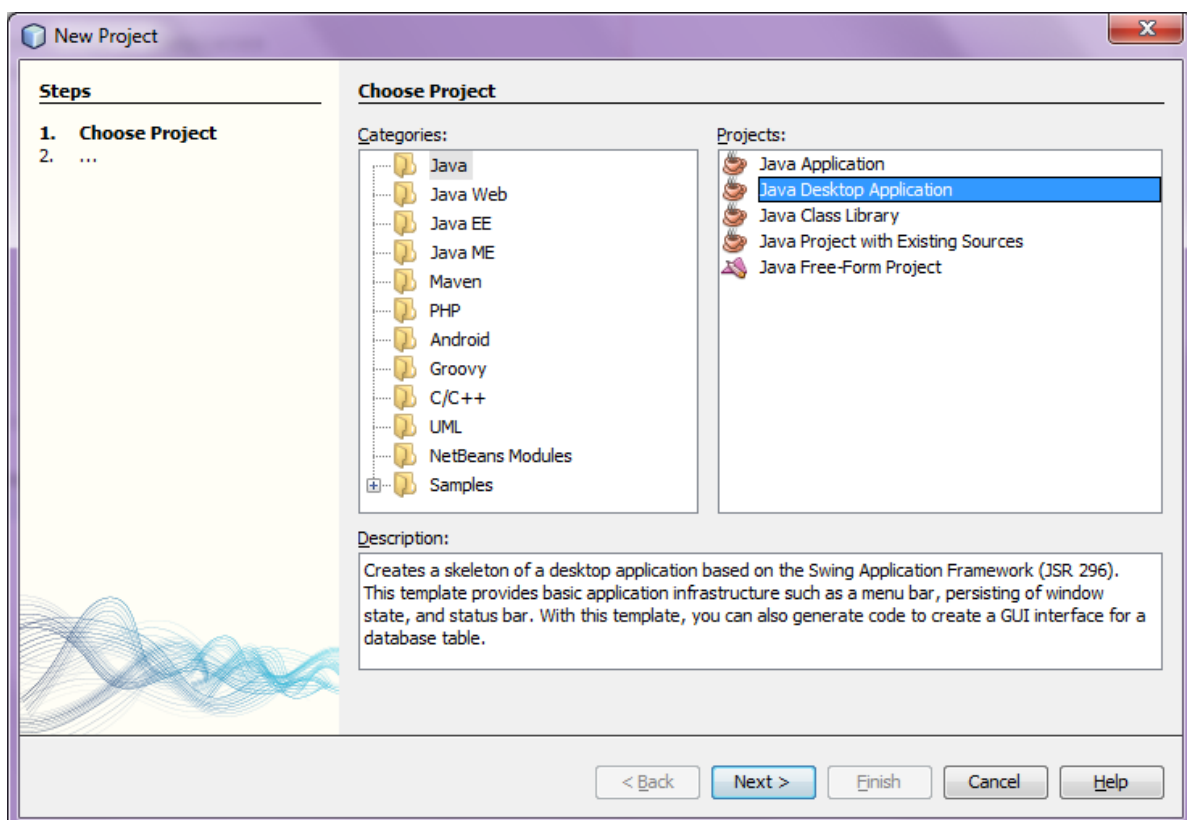 New Project
Steps
1. Choose Project
2. ...
Choose Project
Categories:
Java
Java Web
Java EE
Java ME
Maven
PHP
Android
Groovy
C/C++
UML
NetBeans Modules
Samples
Projects:
Java Application
Java Desktop Application
Java Class Library
Java Project with Existing Sources
Java Free-Form Project
Description:
Creates a skeleton of a desktop application based on the Swing Application Framework (JSR 296).
This template provides basic application infrastructure such as a menu bar, persisting of window
state, and status bar. With this template, you can also generate code to create a GUI interface for a
database table.
< Back Next > Finish Cancel Help